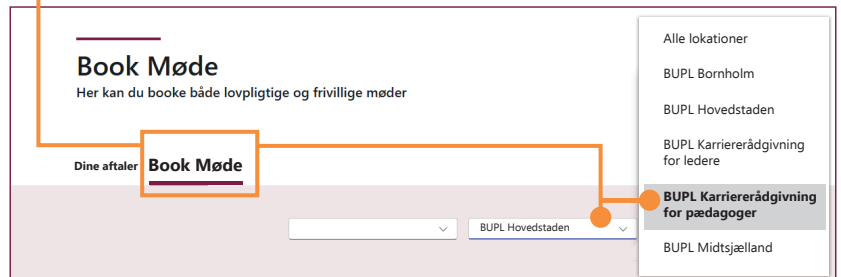 Book Møde
Her kan du booke både lovpligtige og frivillige møder
Dine aftaler Book Møde
BUPL Hovedstaden
Alle lokationer
BUPL Bornholm
BUPL Hovedstaden
BUPL Karriererådgivning
for ledere
BUPL Karriererådgivning
for pædagoger
BUPL Midtsjælland